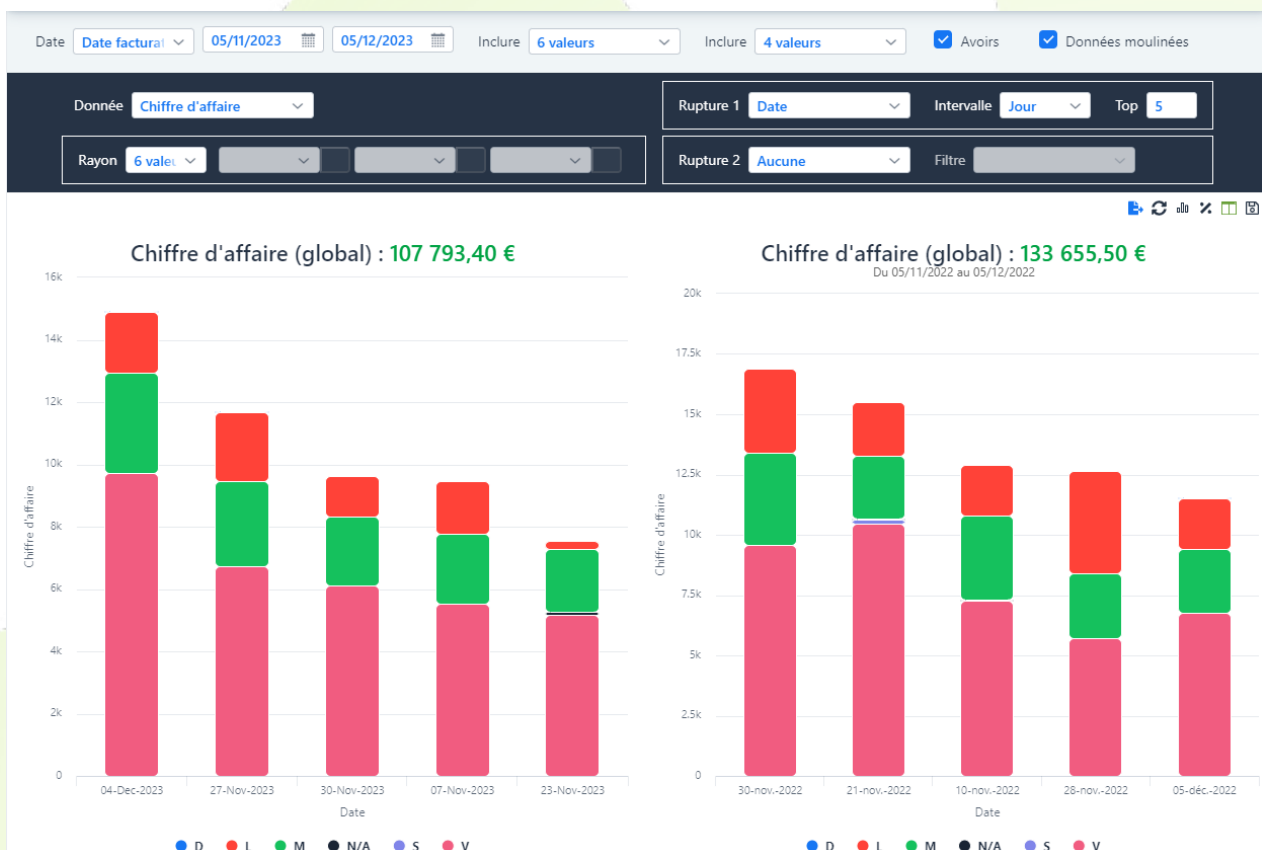 Date Date facturat 05/11/2023 05/12/2023 Inclure 6 valeurs Inclure 4 valeurs Avoirs Données moulinées
Donnée Chiffre d'affaire Rupture 1 Date Intervalle Jour Top 5
Rayon 6 valeu Rupture 2 Aucune Filtre
Chiffre d'affaire (global) : 107 793,40 €
16k
14k
12k
10k
8k
6k
4k
2k
0
Chiffre d'affaire
04-Dec-2023 27-Nov-2023 30-Nov-2023 07-Nov-2023 23-Nov-2023
Date
D L M N/A S V
Chiffre d'affaire (global) : 133 655,50 €
Du 05/11/2022 au 05/12/2022
20k
17.5k
15k
12.5k
10k
7.5k
5k
2.5k
0
Chiffre d'affaire
30-nov.-2022 21-nov.-2022 10-nov.-2022 28-nov.-2022 05-déc.-2022
Date
D L M N/A S V